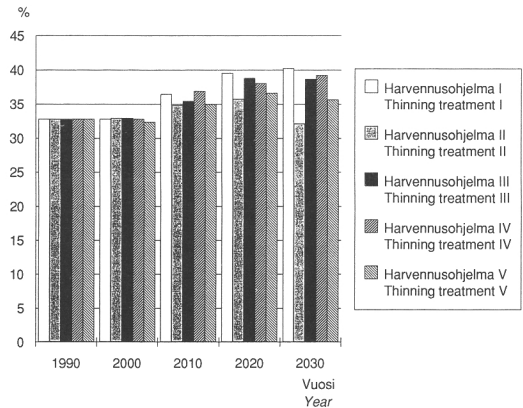 %
45
40
35
30
25
20
15
10
5
0
1990 2000 2010 2020 2030
Vuosi
Year
Harvennusohjelma I
Thinning treatment I
Harvennusohjelma II
Thinning treatment II
Harvennusohjelma III
Thinning treatment III
Harvennusohjelma IV
Thinning treatment IV
Harvennusohjelma V
Thinning treatment V